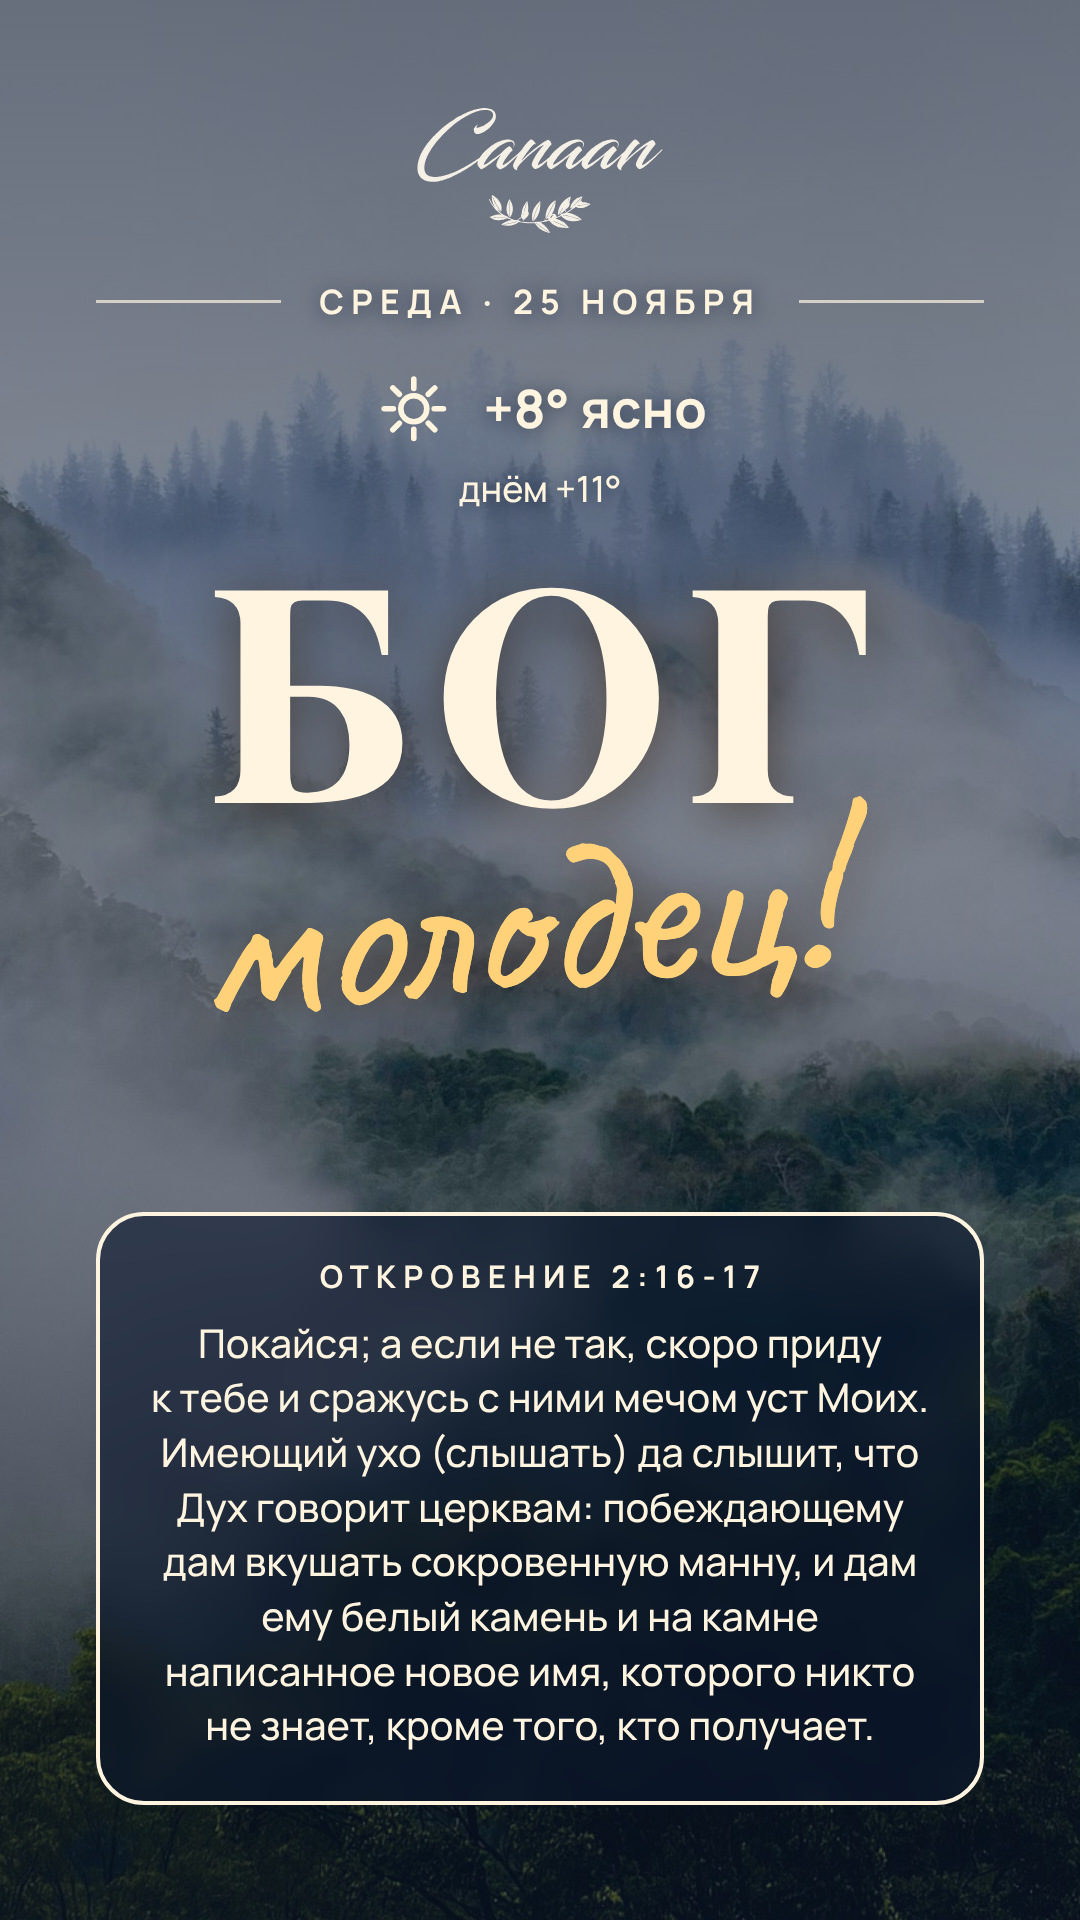 Canaan
СРЕДА · 25 НОЯБРЯ
+8° ясно
днём +11°
БОГ
молодец!
ОТКРОВЕНИЕ 2:16-17
Покайся; а если не так, скоро приду
к тебе и сражусь с ними мечом уст Моих.
Имеющий ухо (слышать) да слышит, что
Дух говорит церквам: побеждающему
дам вкушать сокровенную манну, и дам
ему белый камень и на камне
написанное новое имя, которого никто
не знает, кроме того, кто получает.